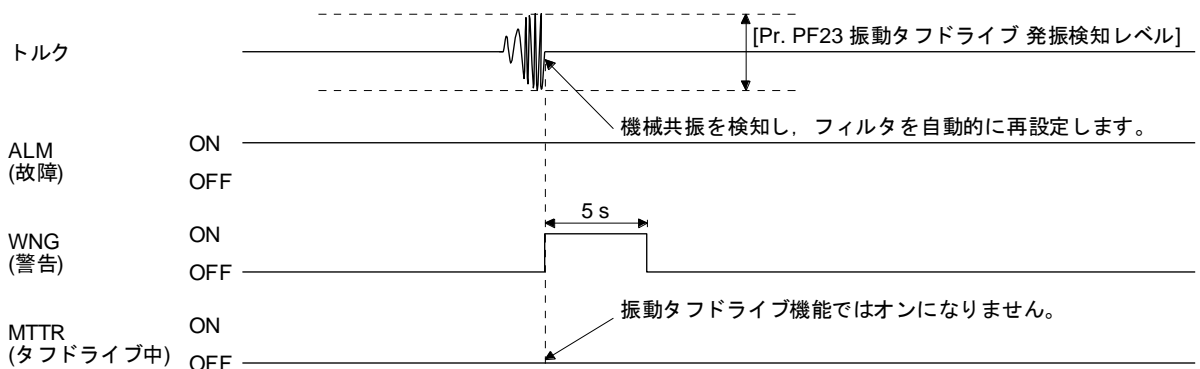 トルク
[Pr. PF23 振動タフドライブ 発振検知レベル]
機械共振を検知し，フィルタを自動的に再設定します。
ALM
(故障)
ON
OFF
WNG
(警告)
ON
OFF
5 s
MTTR
(タフドライブ中)
ON
OFF
振動タフドライブ機能ではオンになりません。